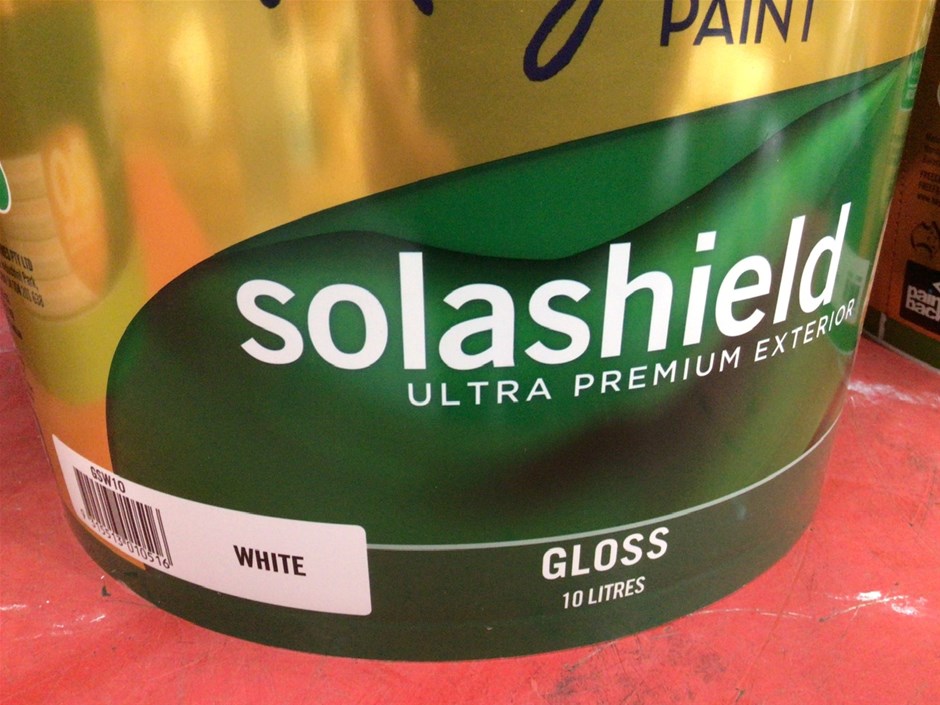 PAINT
solashield
ULTRA PREMIUM EXTERIOR
GSW10
WHITE
GLOSS
10 LITRES